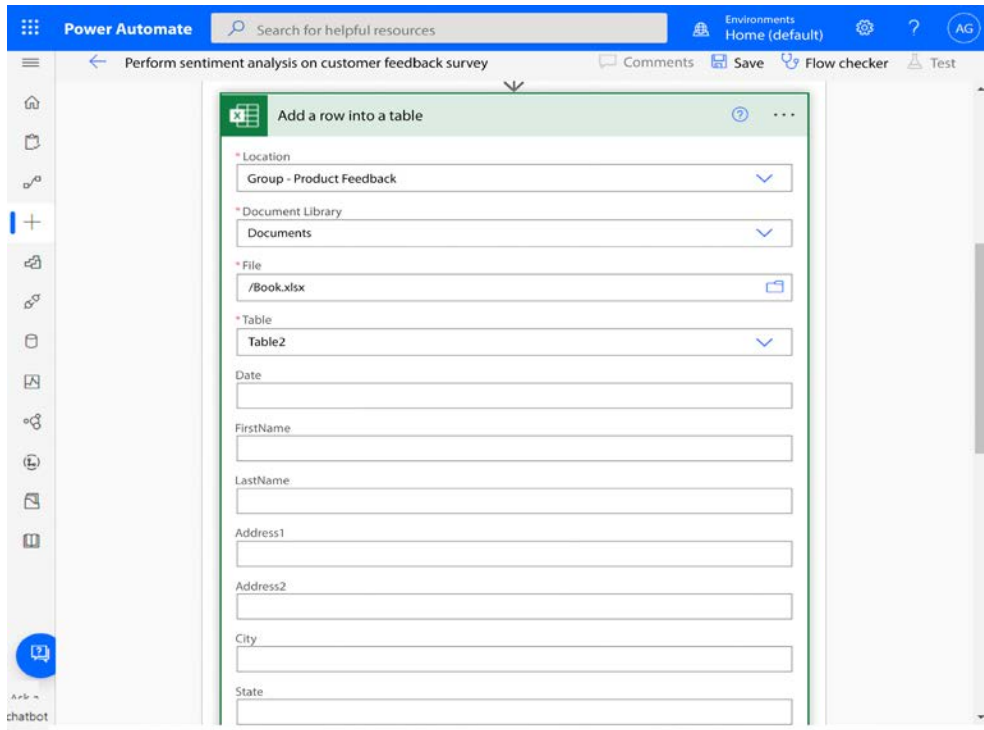 Power Automate
Search for helpful resources
Environments
Home (default)
?
AG
Perform sentiment analysis on customer feedback survey
Comments
Save
Flow checker
Test
Add a row into a table
?
...
* Location
Group - Product Feedback
* Document Library
Documents
* File
/Book.xlsx
* Table
Table2
Date
FirstName
LastName
Address1
Address2
City
State
chatbot